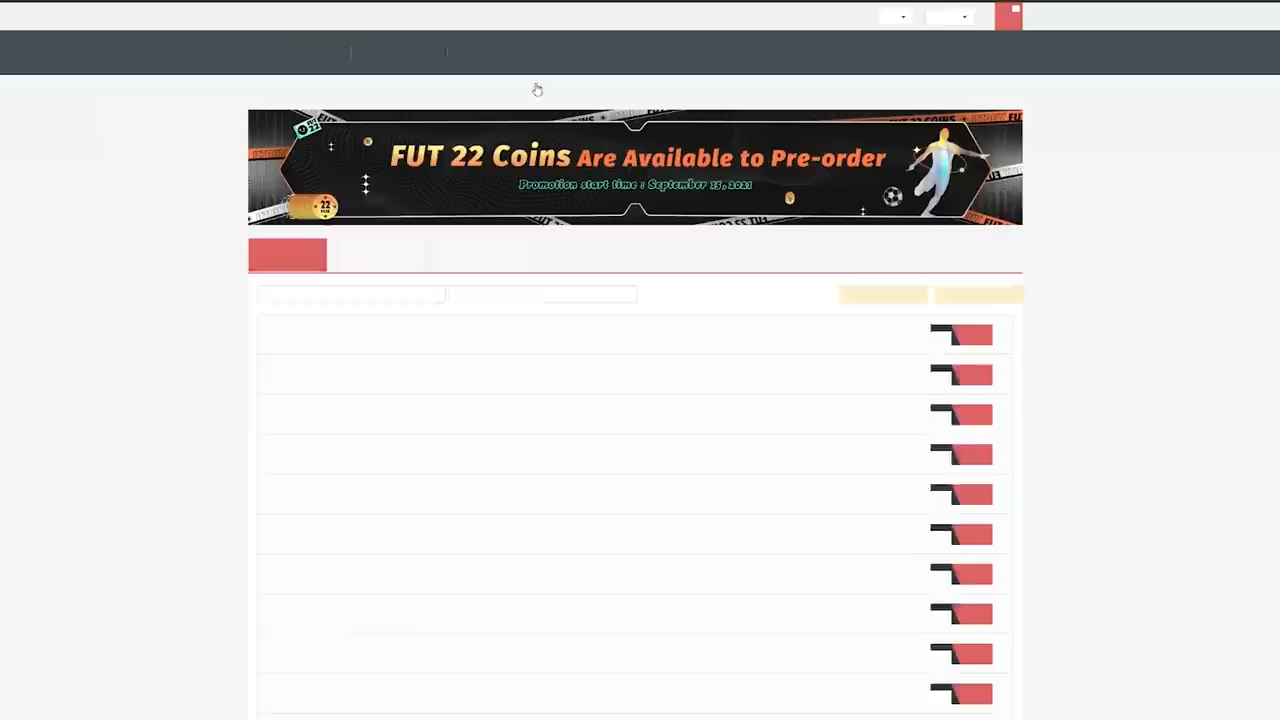 FUT 22 Coins Are Available to Pre-order
Promotion start time : September 15, 2021